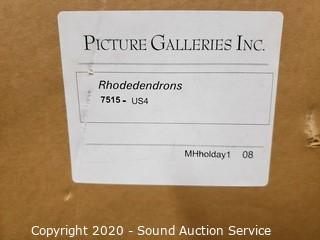 PICTURE GALLERIES INC.
Rhodedendrons
7515 - US4
MHholday1 08
Copyright 2020 - Sound Auction Service